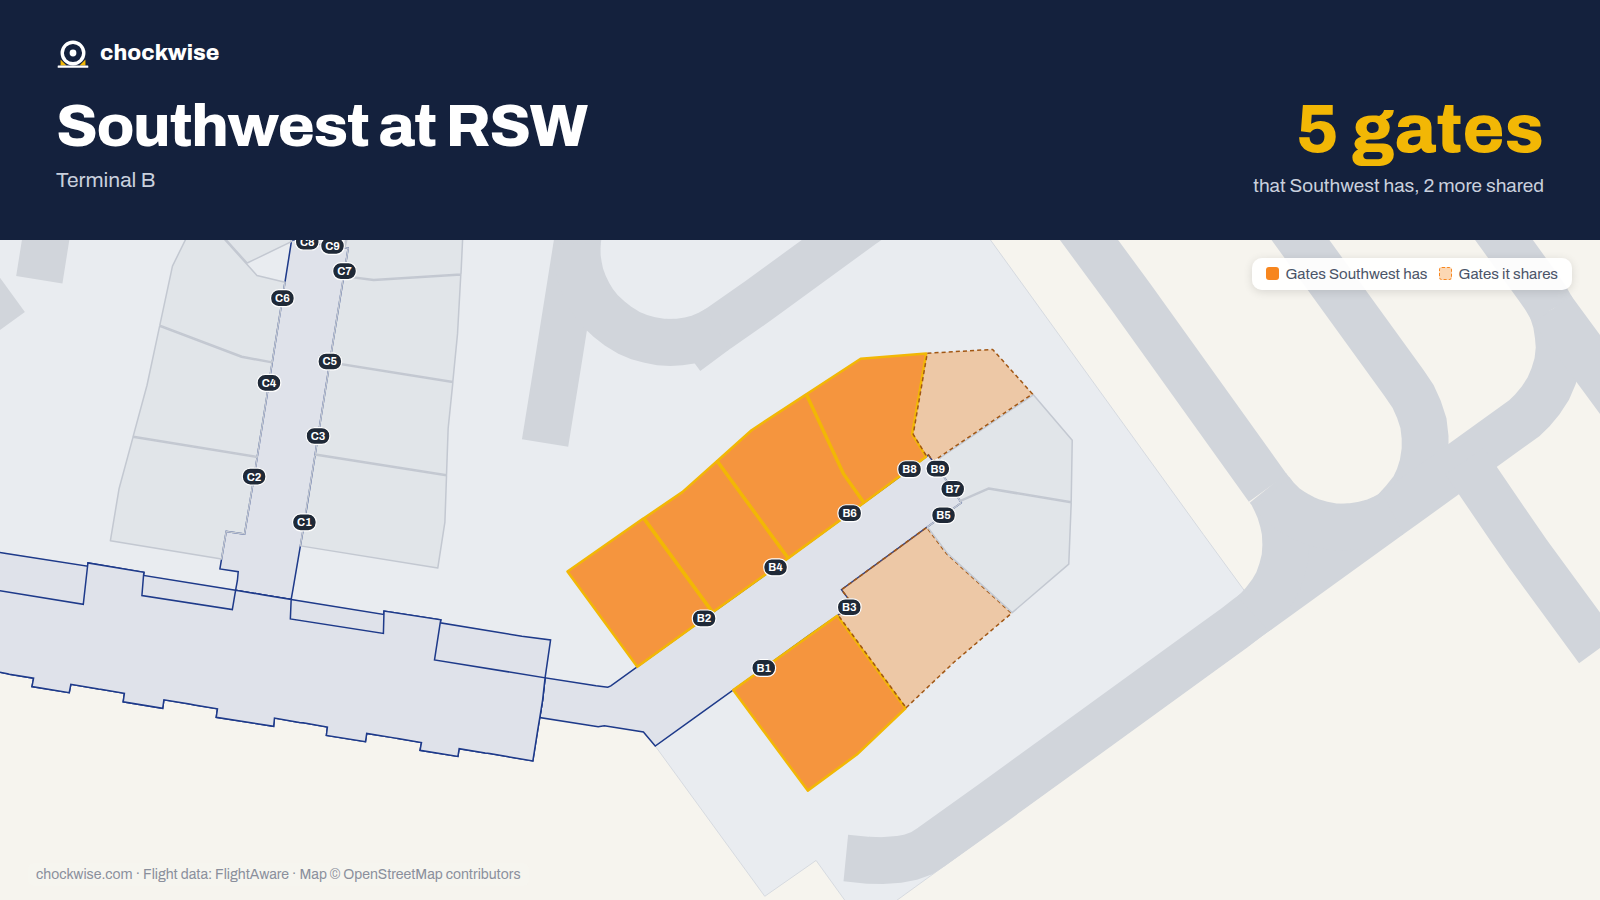 chockwise
Southwest at RSW
Terminal B
5 gates
that Southwest has, 2 more shared
Gates Southwest has
Gates it shares
C8
C9
C7
C6
C5
C4
C3
C2
C1
B8
B9
B7
B6
B5
B4
B3
B2
B1
chockwise.com · Flight data: FlightAware · Map © OpenStreetMap contributors